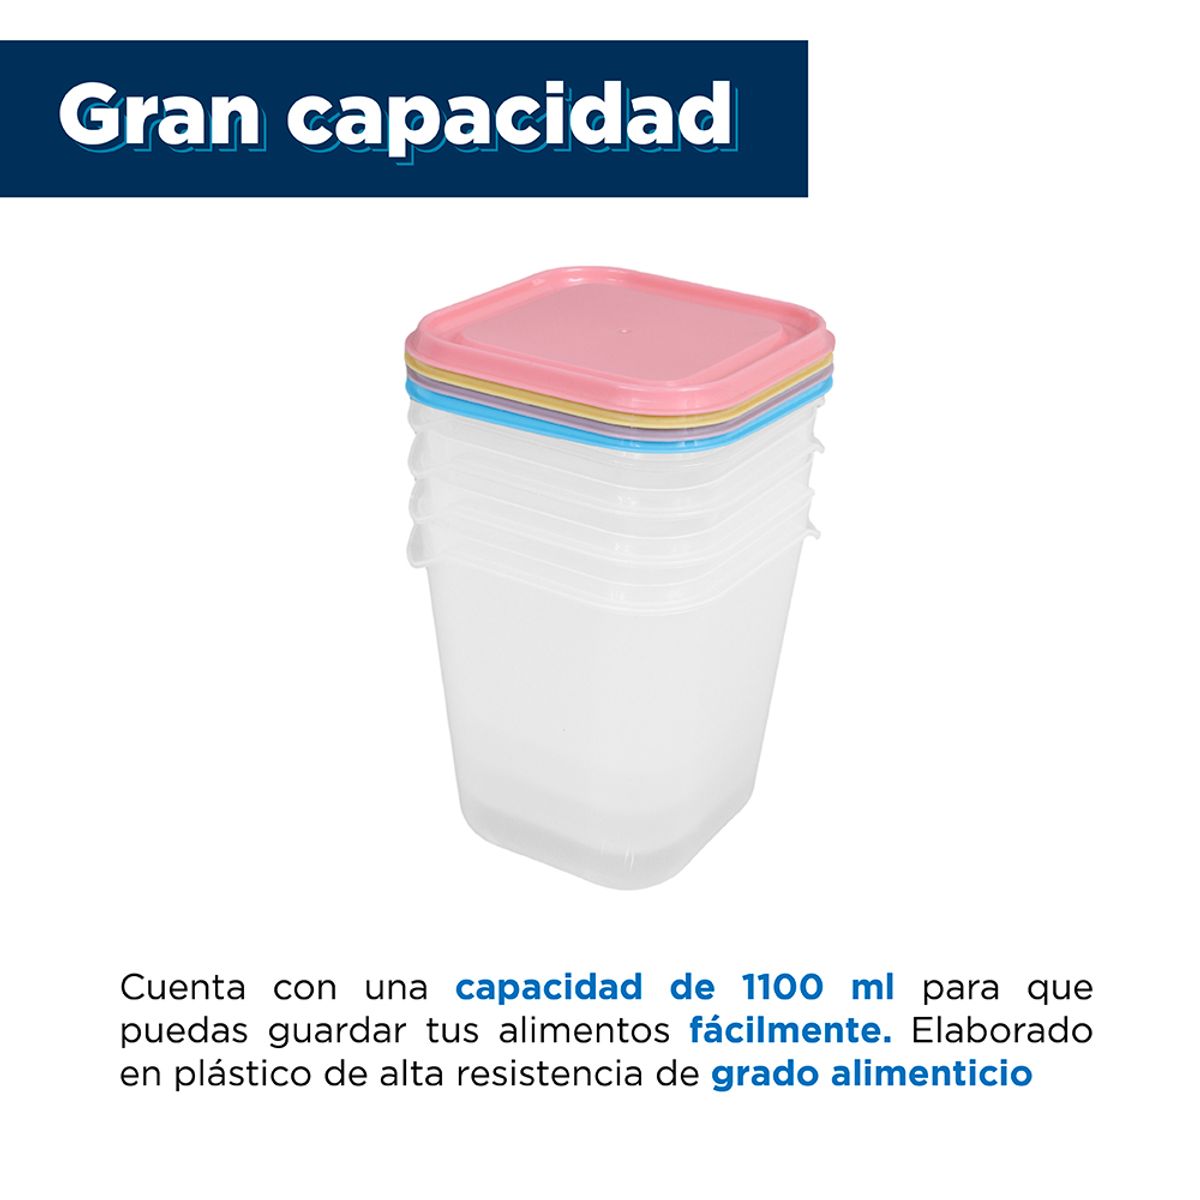 Gran capacidad
Cuenta con una capacidad de 1100 ml para que
puedas guardar tus alimentos fácilmente. Elaborado
en plástico de alta resistencia de grado alimenticio